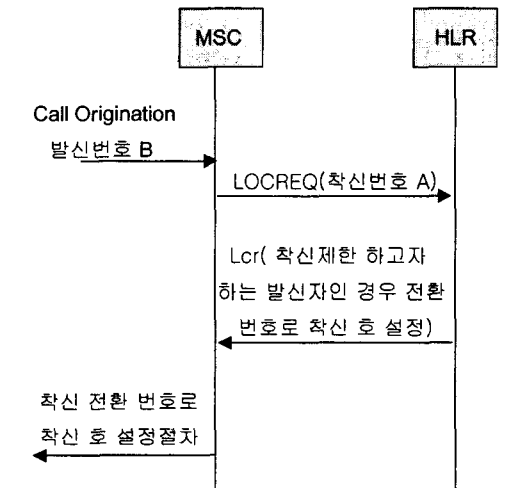 MSC
HLR
Call Origination
발신번호 B
LOCREQ(착신번호 A)
Lcr( 착신제한 하고자
하는 발신자인 경우 전환
번호로 착신 호 설정)
착신 전환 번호로
착신 호 설정절차